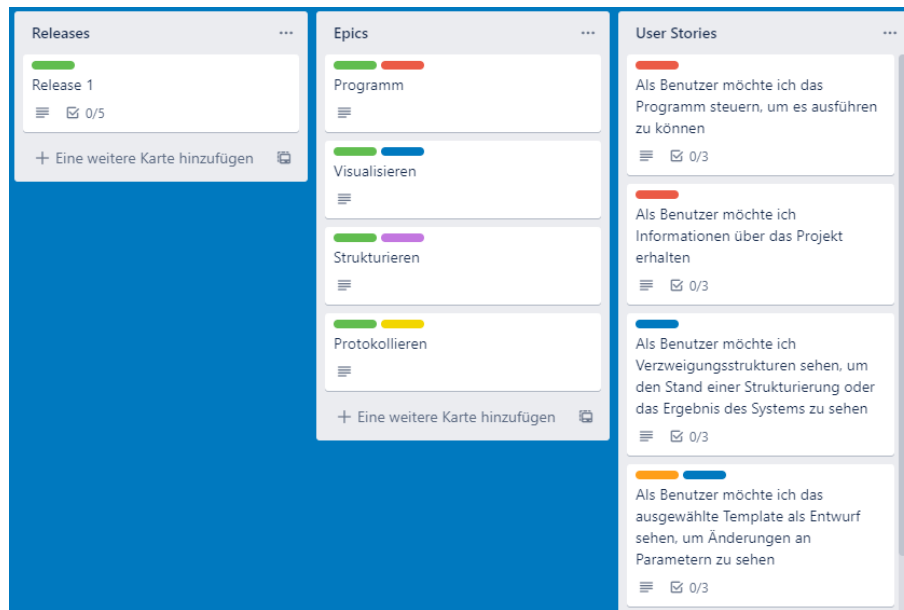 Releases
Release 1
0/5
+ Eine weitere Karte hinzufügen
Epics
Programm
Visualisieren
Strukturieren
Protokollieren
+ Eine weitere Karte hinzufügen
User Stories
Als Benutzer möchte ich das
Programm steuern, um es ausführen
zu können
0/3
Als Benutzer möchte ich
Informationen über das Projekt
erhalten
0/3
Als Benutzer möchte ich
Verzweigungsstrukturen sehen, um
den Stand einer Strukturierung oder
das Ergebnis des Systems zu sehen
0/3
Als Benutzer möchte ich das
ausgewählte Template als Entwurf
sehen, um Änderungen an
Parametern zu sehen
0/3